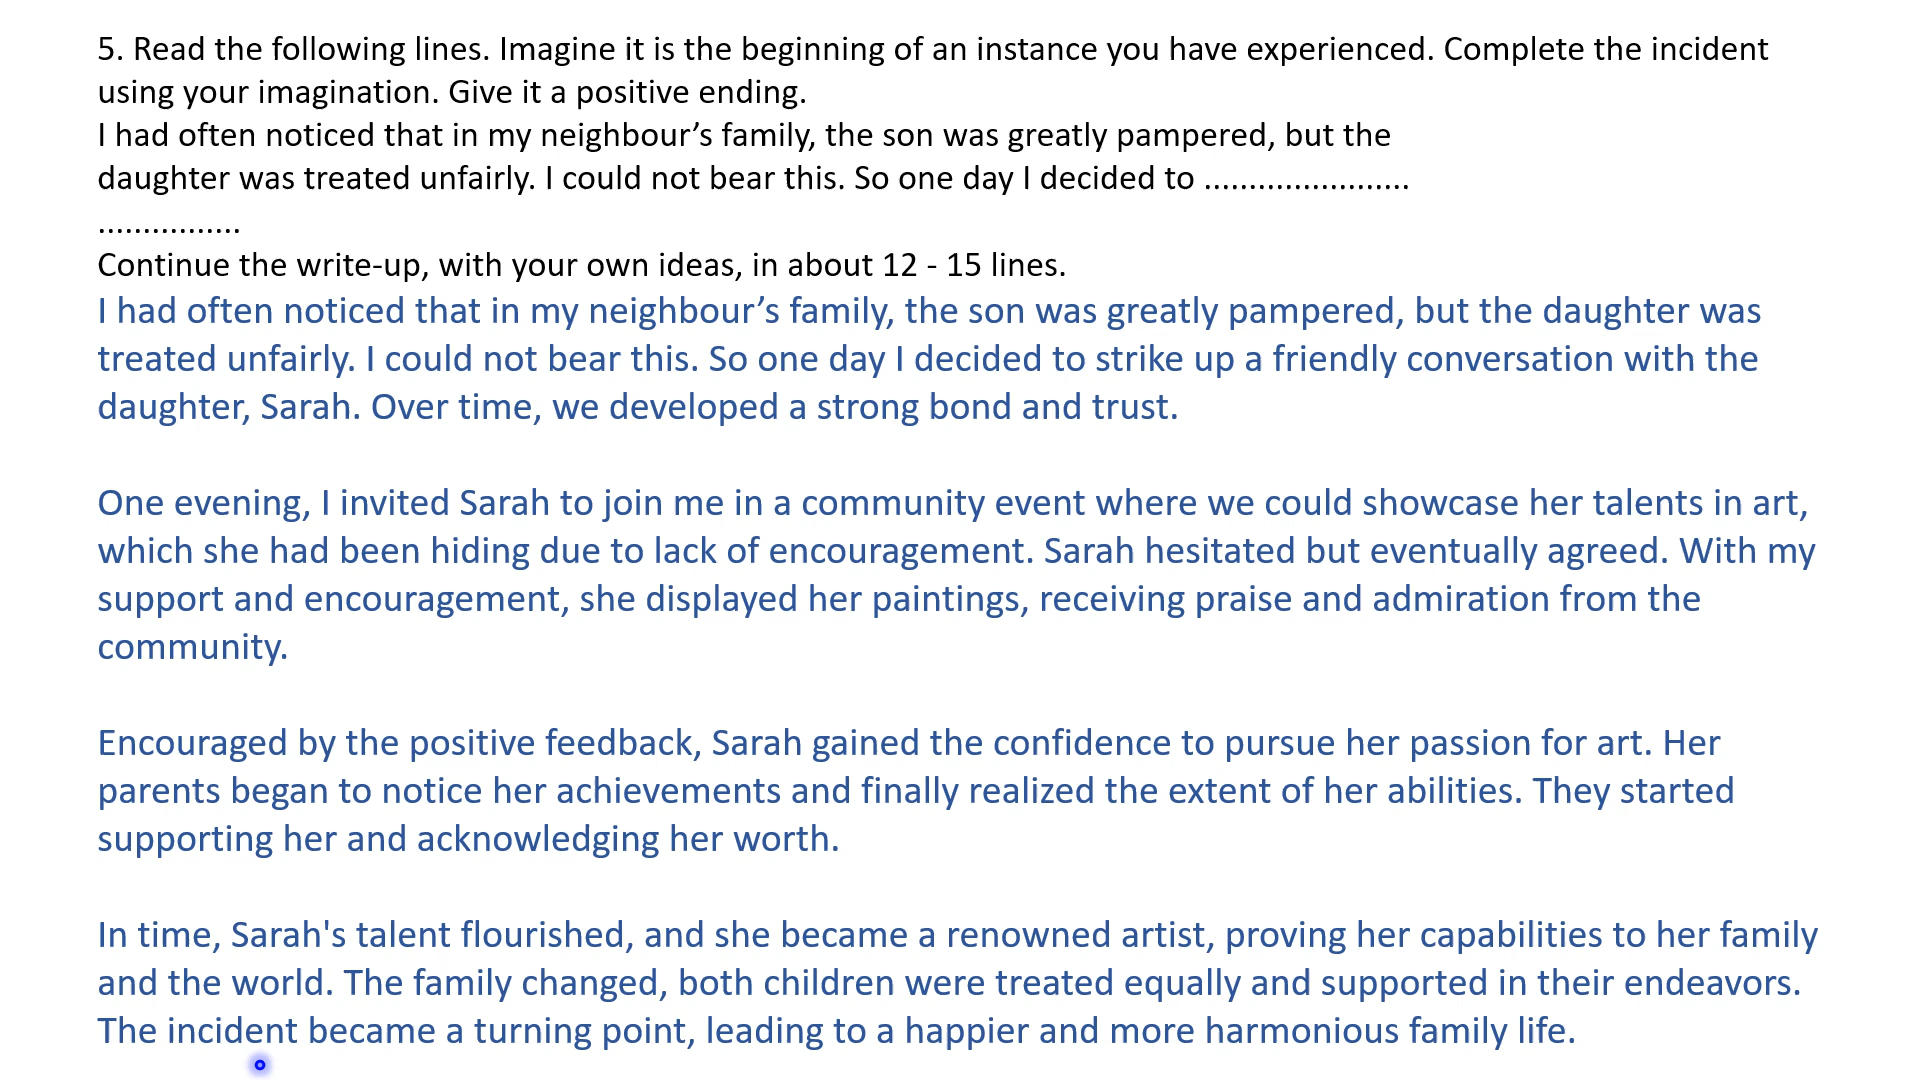 5. Read the following lines. Imagine it is the beginning of an instance you have experienced. Complete the incident
using your imagination. Give it a positive ending.
I had often noticed that in my neighbour’s family, the son was greatly pampered, but the
daughter was treated unfairly. I could not bear this. So one day I decided to .......................
................
Continue the write-up, with your own ideas, in about 12 - 15 lines.
I had often noticed that in my neighbour’s family, the son was greatly pampered, but the daughter was
treated unfairly. I could not bear this. So one day I decided to strike up a friendly conversation with the
daughter, Sarah. Over time, we developed a strong bond and trust.
One evening, I invited Sarah to join me in a community event where we could showcase her talents in art,
which she had been hiding due to lack of encouragement. Sarah hesitated but eventually agreed. With my
support and encouragement, she displayed her paintings, receiving praise and admiration from the
community.
Encouraged by the positive feedback, Sarah gained the confidence to pursue her passion for art. Her
parents began to notice her achievements and finally realized the extent of her abilities. They started
supporting her and acknowledging her worth.
In time, Sarah's talent flourished, and she became a renowned artist, proving her capabilities to her family
and the world. The family changed, both children were treated equally and supported in their endeavors.
The incident became a turning point, leading to a happier and more harmonious family life.